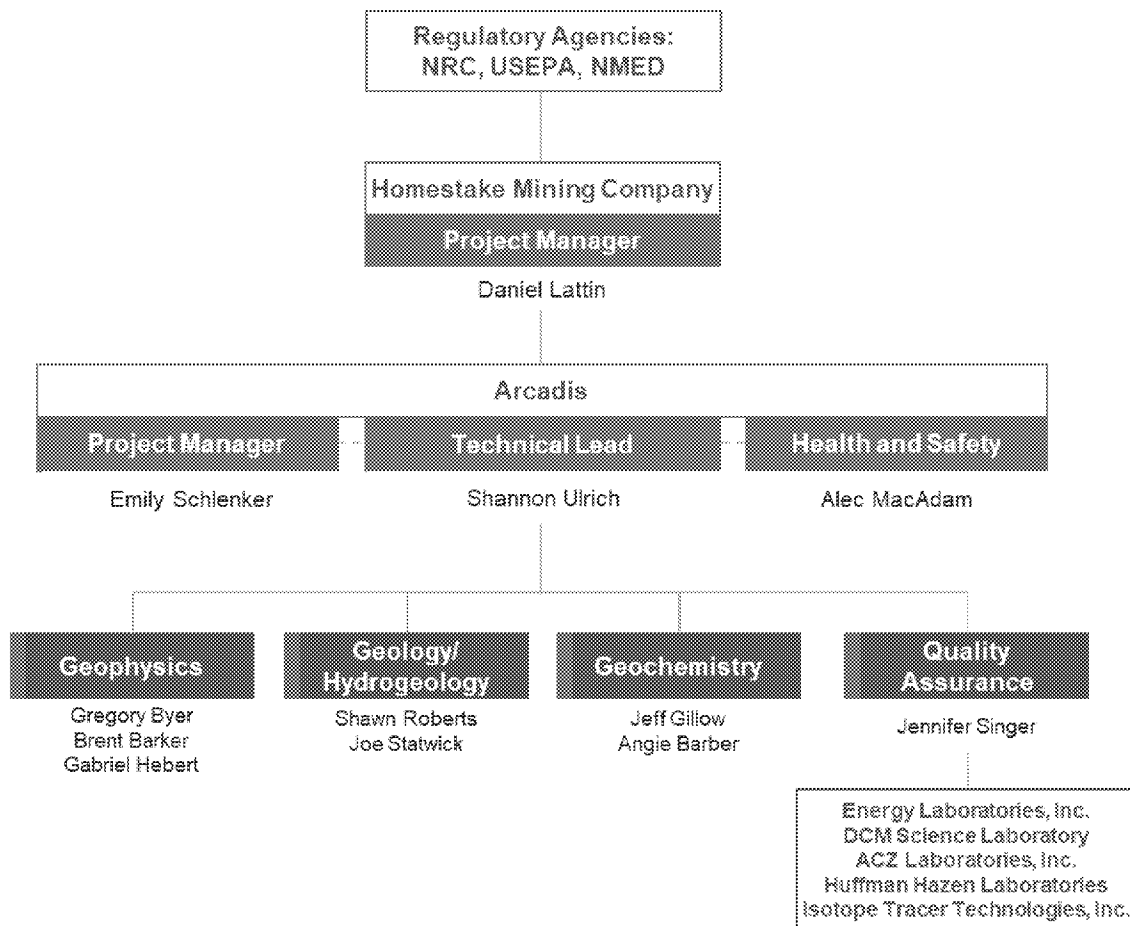 Regulatory Agencies:
NRC, USEPA, NMED
Homestake Mining Company
Project Manager
Daniel Lattin
Arcadis
Project Manager
Technical Lead
Health and Safety
Emily Schlenker
Shannon Ulrich
Alec MacAdam
Geophysics
Gregory Byer
Brent Barker
Gabriel Hebert
Geology/
Hydrogeology
Shawn Roberts
Joe Statwick
Geochemistry
Jeff Gillow
Angie Barber
Quality
Assurance
Jennifer Singer
Energy Laboratories, Inc.
DCM Science Laboratory
ACZ Laboratories, Inc.
Huffman Hazen Laboratories
Isotope Tracer Technologies, Inc.